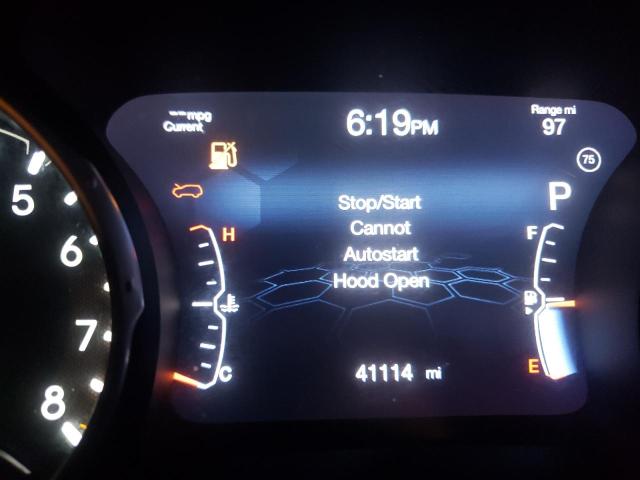 --mpg
Current
6:19PM
Range mi
97
75
P
Stop/Start
Cannot
Autostart
Hood Open
H
C
F
E
41114 mi
5
6
7
8